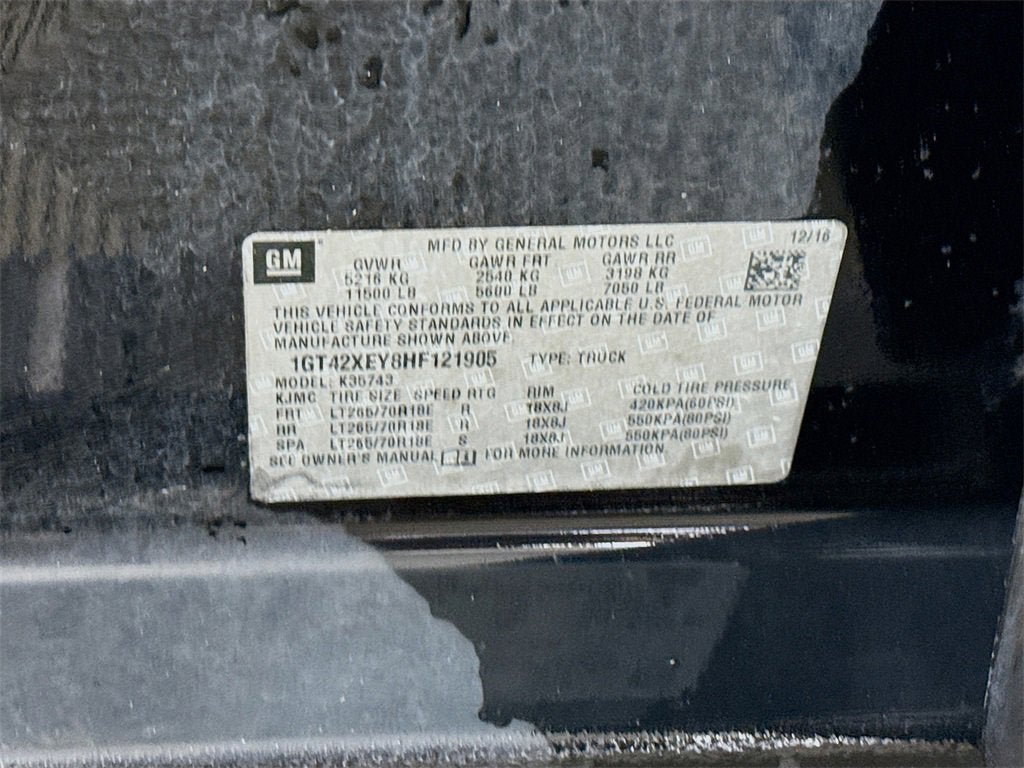 GM
MFD BY GENERAL MOTORS LLC 12/16
GVWR GAWR FRT GAWR RR
5216 KG 2540 KG 3198 KG
11500 LB 5600 LB 7050 LB
THIS VEHICLE CONFORMS TO ALL APPLICABLE U.S. FEDERAL MOTOR
VEHICLE SAFETY STANDARDS IN EFFECT ON THE DATE OF
MANUFACTURE SHOWN ABOVE.
1GT42XEY8HF121905 TYPE: TRUCK
MODEL: K35743
KJMC TIRE SIZE SPEED RTG RIM COLD TIRE PRESSURE
FRT LT265/70R18E R 18X8J 420KPA(60PSI)
RR LT265/70R18E R 18X8J 550KPA(80PSI)
SPA LT265/70R18E S 18X8J 550KPA(80PSI)
SEE OWNER'S MANUAL FOR MORE INFORMATION.